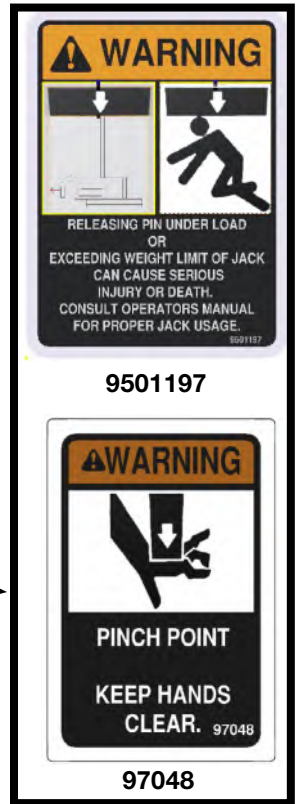 WARNING
RELEASING PIN UNDER LOAD
OR
EXCEEDING WEIGHT LIMIT OF JACK
CAN CAUSE SERIOUS
INJURY OR DEATH.
CONSULT OPERATORS MANUAL
FOR PROPER JACK USAGE.
9501197
9501197
WARNING
PINCH POINT
KEEP HANDS
CLEAR. 97048
97048